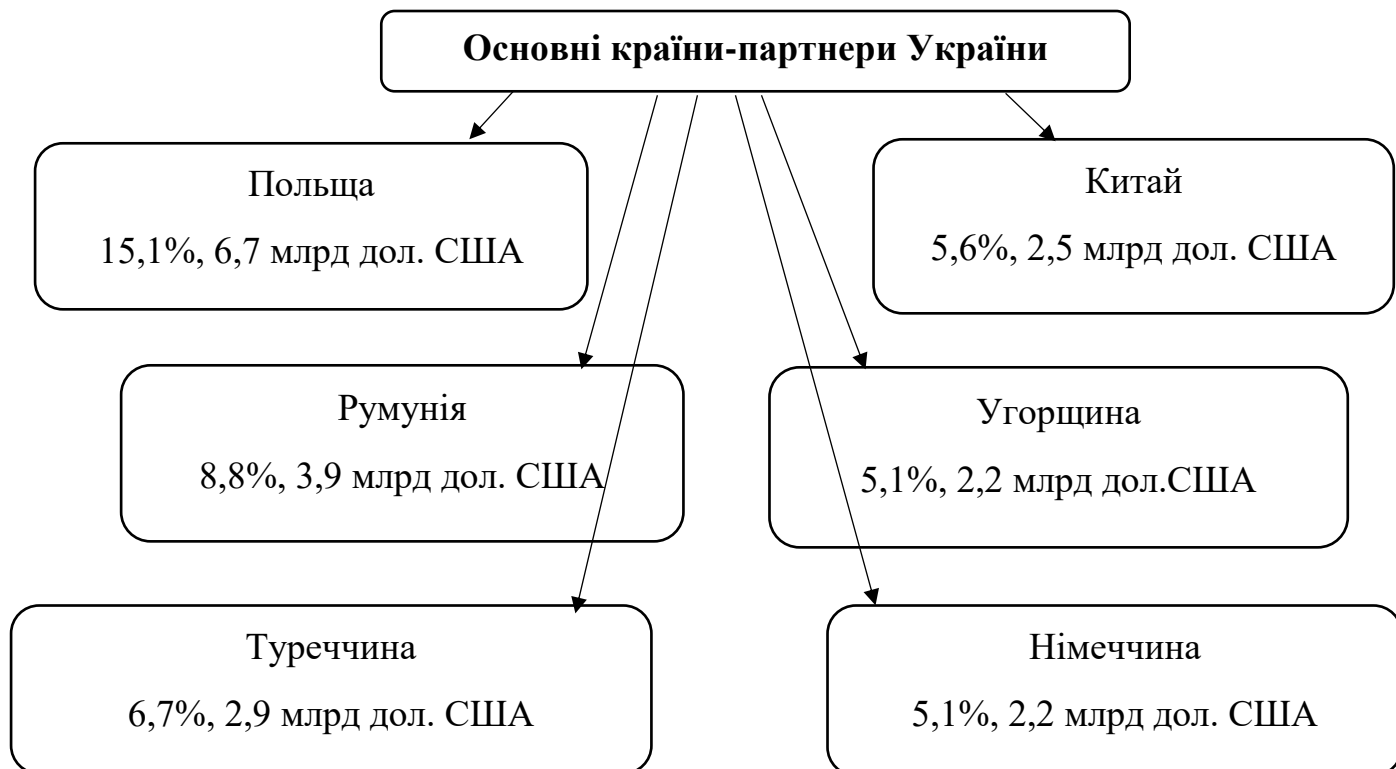 Основні країни-партнери України
Польща
15,1%, 6,7 млрд дол. США
Китай
5,6%, 2,5 млрд дол. США
Румунія
8,8%, 3,9 млрд дол. США
Угорщина
5,1%, 2,2 млрд дол.США
Туреччина
6,7%, 2,9 млрд дол. США
Німеччина
5,1%, 2,2 млрд дол. США